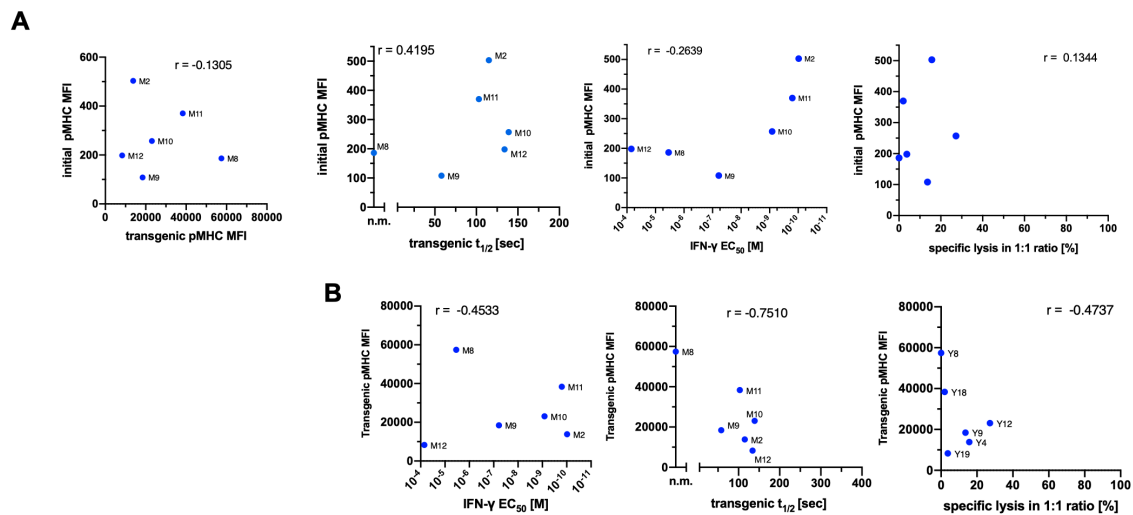 A
r = -0.1305
initial pMHC MFI
600
400
200
0
M2
M11
M10
M12
M8
M9
0
20000
40000
60000
80000
transgenic pMHC MFI
r = 0.4195
initial pMHC MFI
500
400
300
200
100
0
M2
M11
M10
M8
M12
M9
n.m.
50
100
150
200
transgenic t1/2 [sec]
r = -0.2639
initial pMHC MFI
500
400
300
200
100
0
M2
M11
M10
M12
M8
M9
10-4
10-5
10-6
10-7
10-8
10-9
10-10
10-11
IFN-γ EC50 [M]
r = 0.1344
initial pMHC MFI
500
400
300
200
100
0
0
20
40
60
80
100
specific lysis in 1:1 ratio [%]
B
r = -0.4533
Transgenic pMHC MFI
80000
60000
40000
20000
0
M8
M11
M10
M9
M2
M12
10-4
10-5
10-6
10-7
10-8
10-9
10-10
10-11
IFN-γ EC50 [M]
r = -0.7510
Transgenic pMHC MFI
80000
60000
40000
20000
0
M8
M11
M10
M9
M2
M12
n.m.
100
200
300
400
transgenic t1/2 [sec]
r = -0.4737
Transgenic pMHC MFI
80000
60000
40000
20000
0
Y8
Y18
Y12
Y9
Y4
Y19
0
20
40
60
80
100
specific lysis in 1:1 ratio [%]